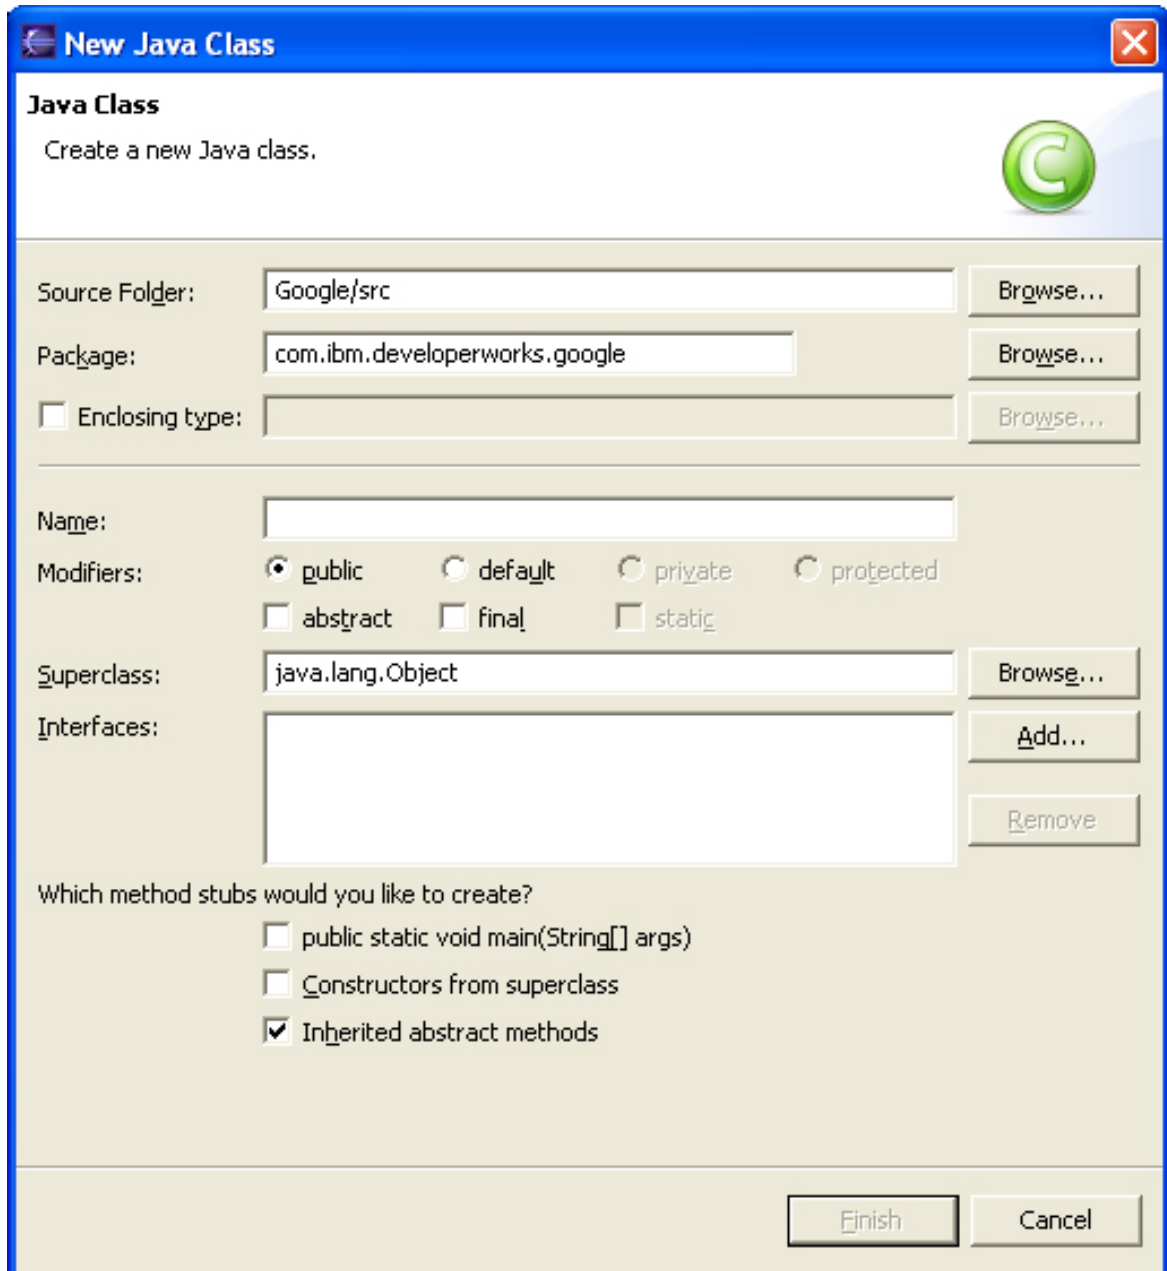 New Java Class
Java Class
Create a new Java class.
Source Folder: Google/src Browse...
Package: com.ibm.developerworks.google Browse...
Enclosing type: Browse...
Name:
Modifiers: public default private protected
abstract final static
Superclass: java.lang.Object Browse...
Interfaces: Add...
Remove
Which method stubs would you like to create?
public static void main(String[] args)
Constructors from superclass
Inherited abstract methods
Finish Cancel